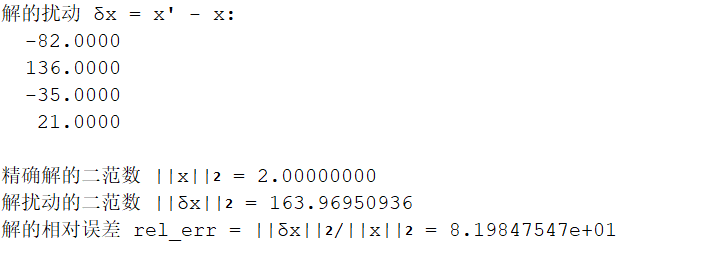 解的扰动 δx = x' - x:
-82.0000
136.0000
-35.0000
21.0000
精确解的二范数 ||x||₂ = 2.00000000
解扰动的二范数 ||δx||₂ = 163.96950936
解的相对误差 rel_err = ||δx||₂/||x||₂ = 8.19847547e+01